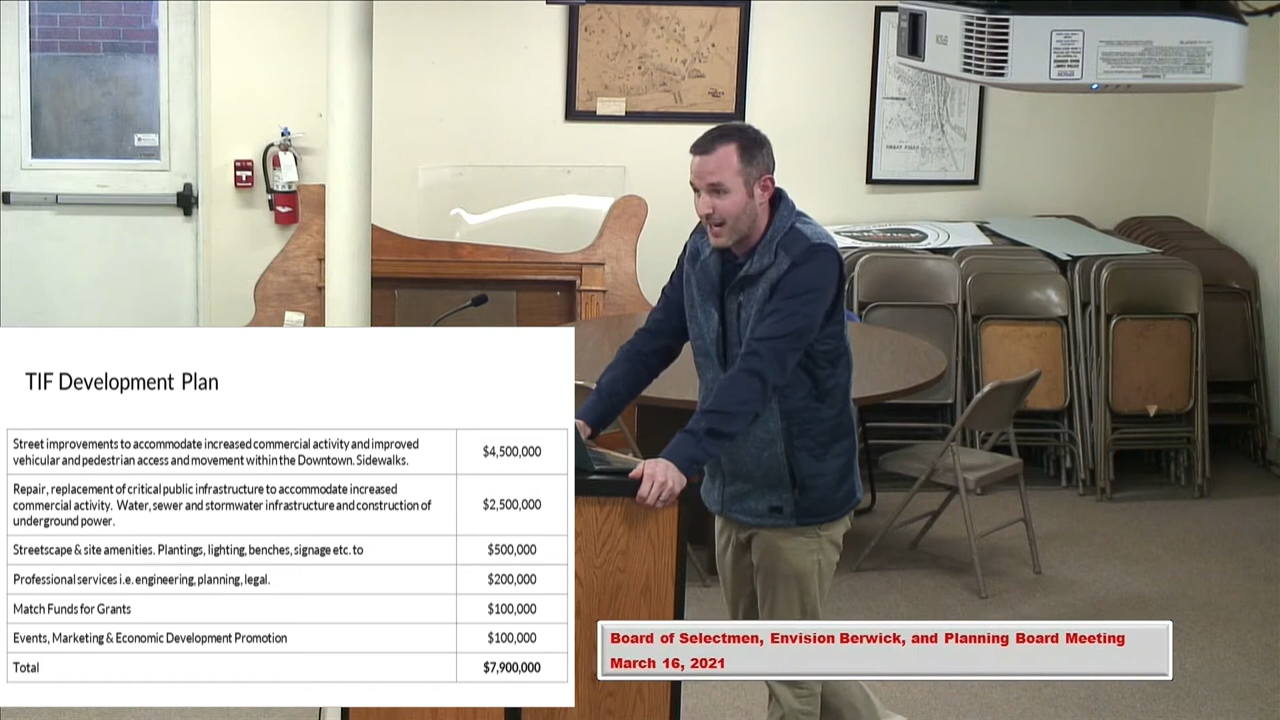 TIF Development Plan
Street improvements to accommodate increased commercial activity and improved
vehicular and pedestrian access and movement within the Downtown. Sidewalks.
$4,500,000
Repair, replacement of critical public infrastructure to accommodate increased
commercial activity. Water, sewer and stormwater infrastructure and construction of
underground power.
$2,500,000
Streetscape & site amenities. Plantings, lighting, benches, signage etc. to
$500,000
Professional services i.e. engineering, planning, legal.
$200,000
Match Funds for Grants
$100,000
Events, Marketing & Economic Development Promotion
$100,000
Total
$7,900,000
Board of Selectmen, Envision Berwick, and Planning Board Meeting
March 16, 2021